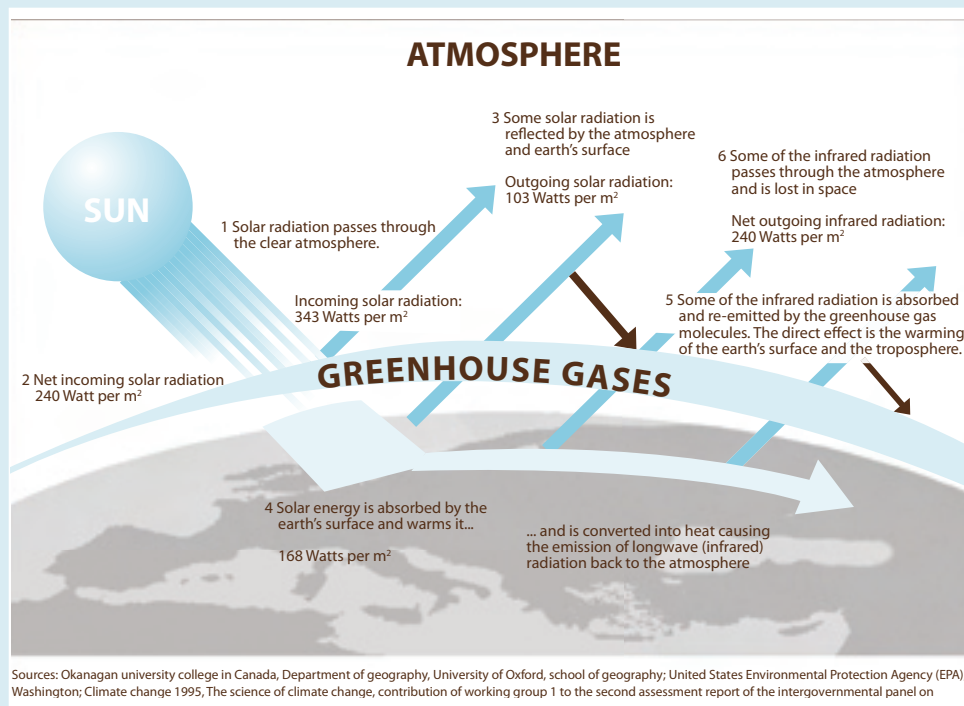 ATMOSPHERE
SUN
1 Solar radiation passes through
the clear atmosphere.
Incoming solar radiation:
343 Watts per m²
2 Net incoming solar radiation
240 Watt per m²
3 Some solar radiation is
reflected by the atmosphere
and earth's surface
Outgoing solar radiation:
103 Watts per m²
6 Some of the infrared radiation
passes through the atmosphere
and is lost in space
Net outgoing infrared radiation:
240 Watts per m²
5 Some of the infrared radiation is absorbed
and re-emitted by the greenhouse gas
molecules. The direct effect is the warming
of the earth's surface and the troposphere.
GREENHOUSE GASES
4 Solar energy is absorbed by the
earth's surface and warms it...
168 Watts per m²
... and is converted into heat causing
the emission of longwave (infrared)
radiation back to the atmosphere
Sources: Okanagan university college in Canada, Department of geography, University of Oxford, school of geography; United States Environmental Protection Agency (EPA)
Washington; Climate change 1995, The science of climate change, contribution of working group 1 to the second assessment report of the intergovernmental panel on